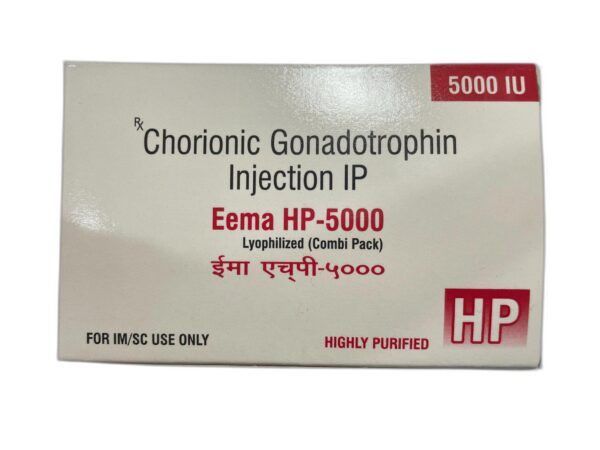 5000 IU
Rx
Chorionic Gonadotrophin
Injection IP
Eema HP-5000
Lyophilized (Combi Pack)
ईमा एच्पी-५०००
HP
FOR IM/SC USE ONLY
HIGHLY PURIFIED